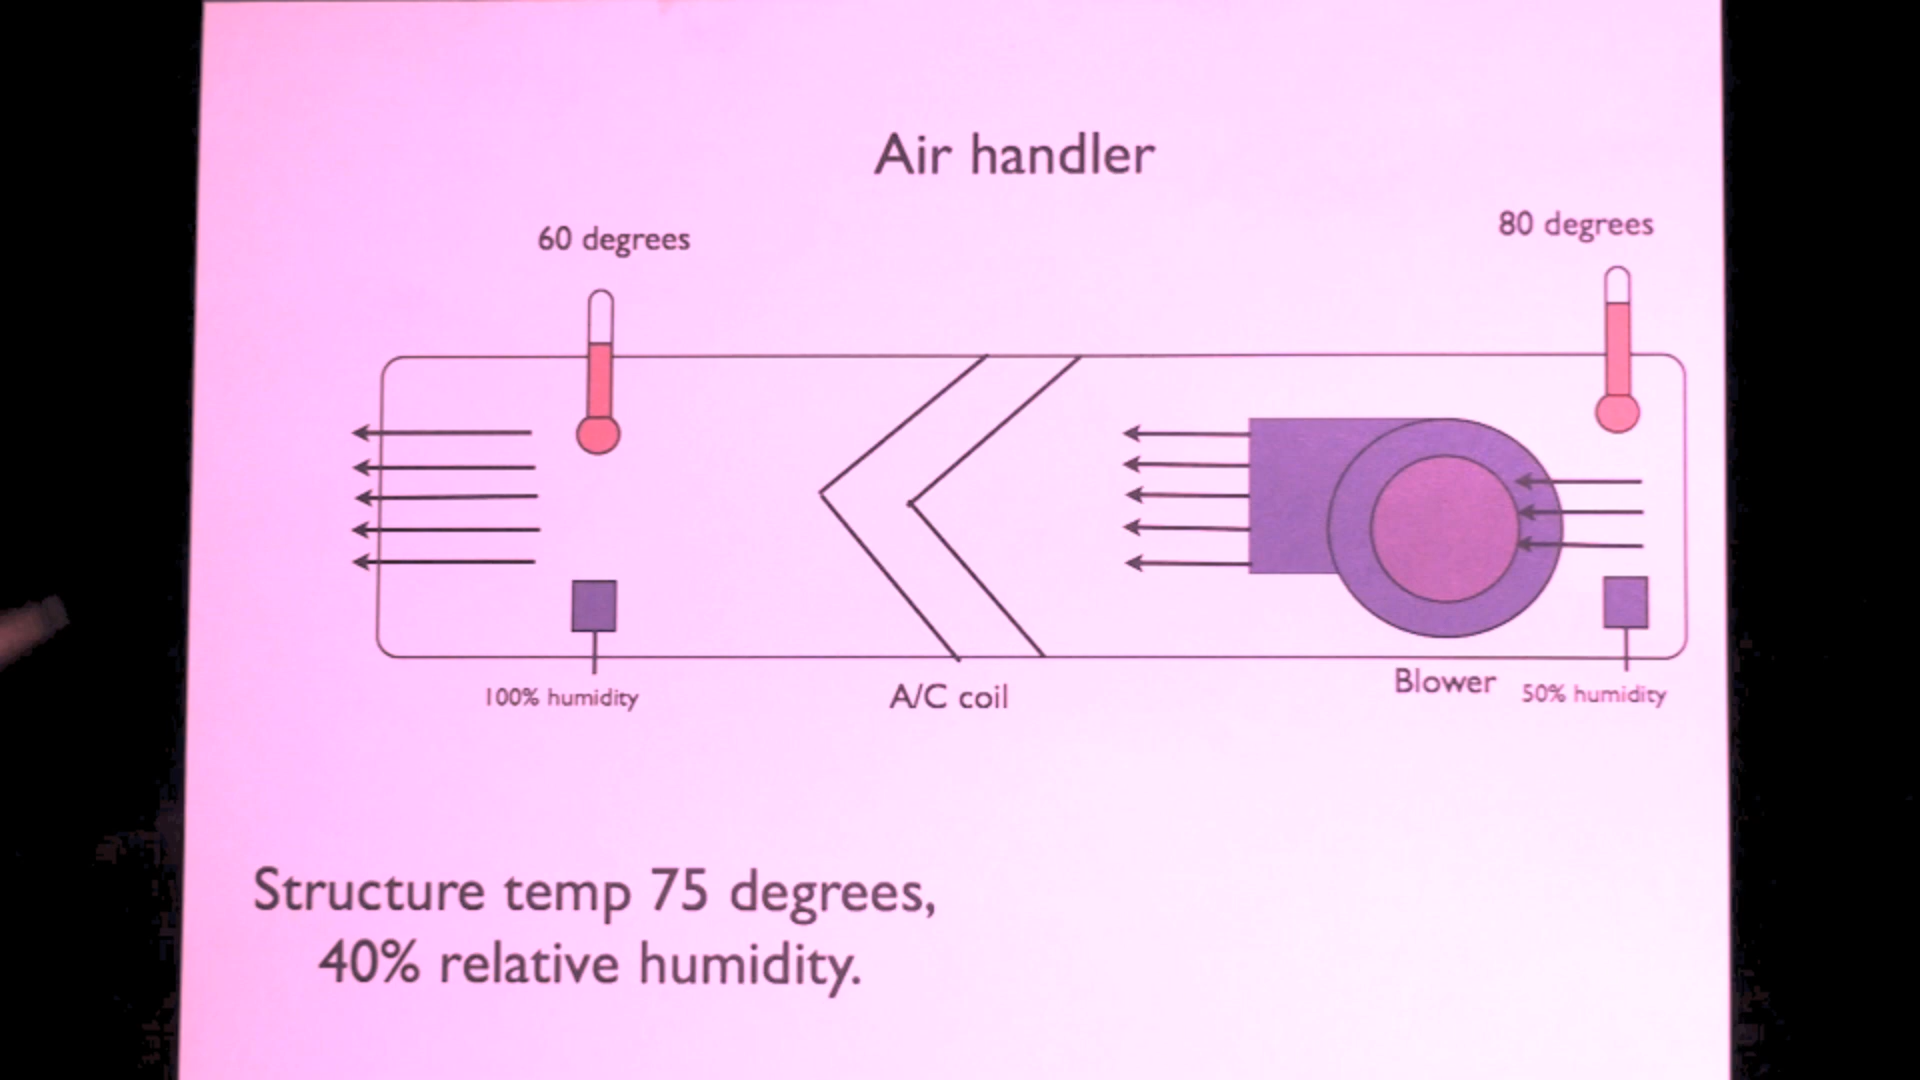 Air handler
60 degrees
80 degrees
100% humidity
A/C coil
Blower
50% humidity
Structure temp 75 degrees,
40% relative humidity.